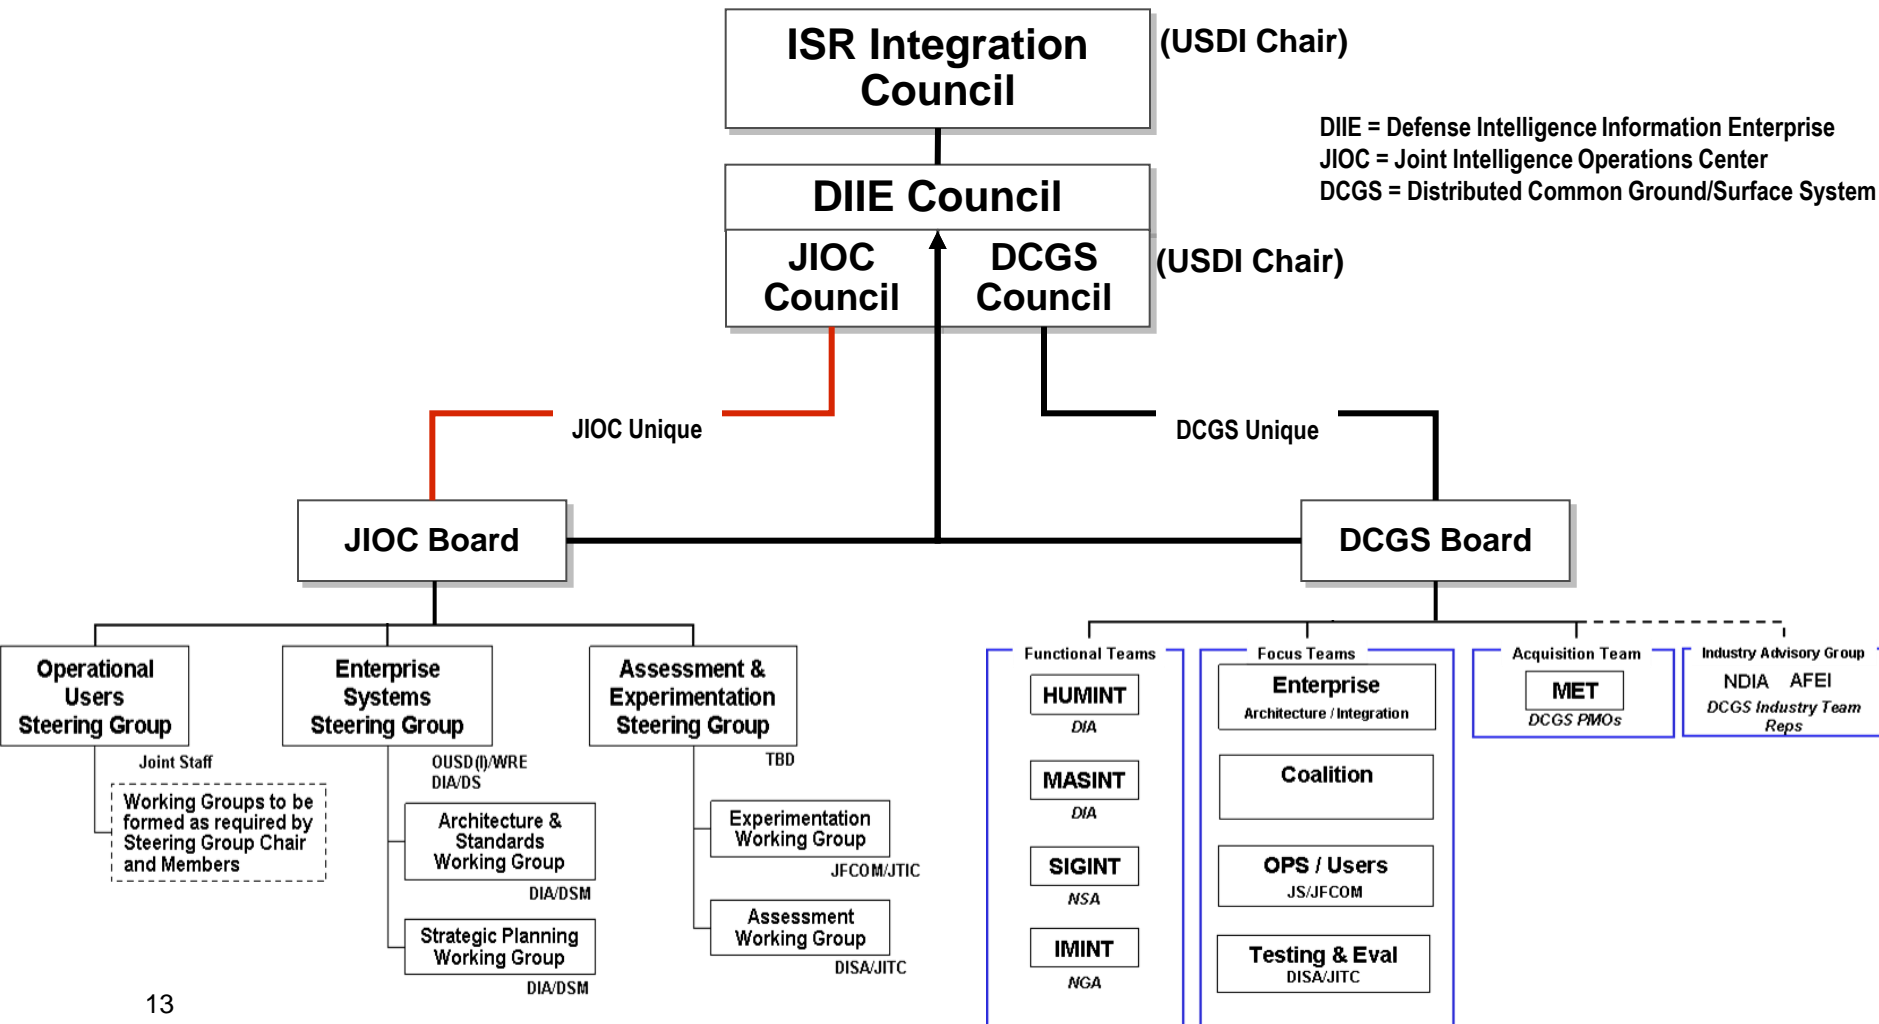 ISR Integration
Council
(USDI Chair)
DIIE = Defense Intelligence Information Enterprise
JIOC = Joint Intelligence Operations Center
DCGS = Distributed Common Ground/Surface System
DIIE Council
JIOC
Council
DCGS
Council
(USDI Chair)
JIOC Unique
DCGS Unique
JIOC Board
DCGS Board
Operational
Users
Steering Group
Joint Staff
Working Groups to be
formed as required by
Steering Group Chair
and Members
Enterprise
Systems
Steering Group
OUSD(I)/WRE
DIA/DS
Architecture &
Standards
Working Group
DIA/DSM
Strategic Planning
Working Group
DIA/DSM
Assessment &
Experimentation
Steering Group
TBD
Experimentation
Working Group
JFCOM/JTIC
Assessment
Working Group
DISA/JITC
Functional Teams
HUMINT
DIA
MASINT
DIA
SIGINT
NSA
IMINT
NGA
Focus Teams
Enterprise
Architecture / Integration
Coalition
OPS / Users
JS/JFCOM
Testing & Eval
DISA/JITC
Acquisition Team
MET
DCGS PMOs
Industry Advisory Group
NDIA AFEI
DCGS Industry Team
Reps
13